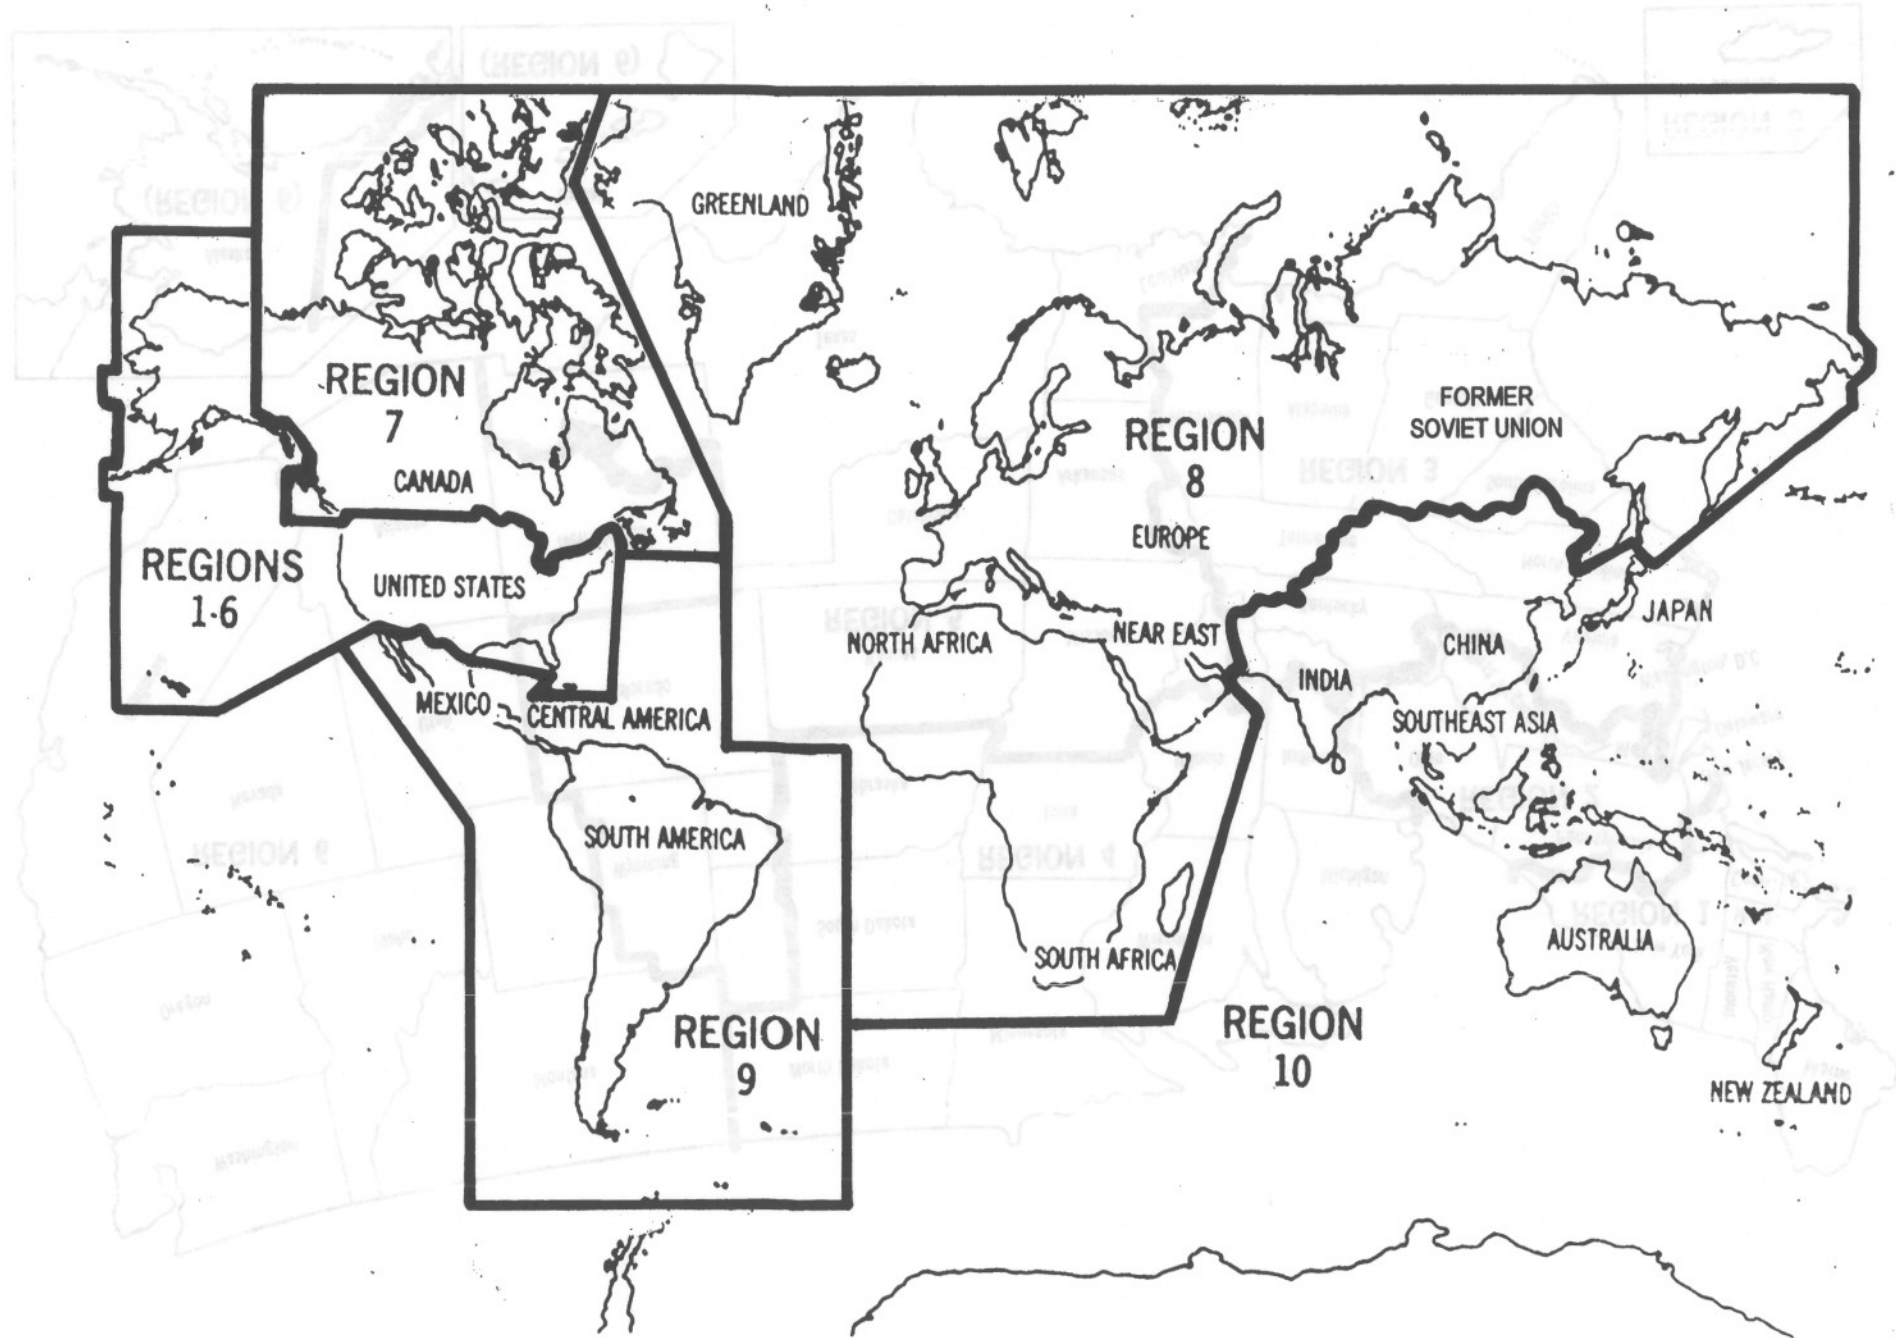 GREENLAND
REGION
7
CANADA
FORMER
SOVIET UNION
REGION
8
EUROPE
REGIONS
1-6
UNITED STATES
NORTH AFRICA
NEAR EAST
JAPAN
CHINA
INDIA
MEXICO
CENTRAL AMERICA
SOUTHEAST ASIA
SOUTH AMERICA
SOUTH AFRICA
AUSTRALIA
REGION
9
REGION
10
NEW ZEALAND